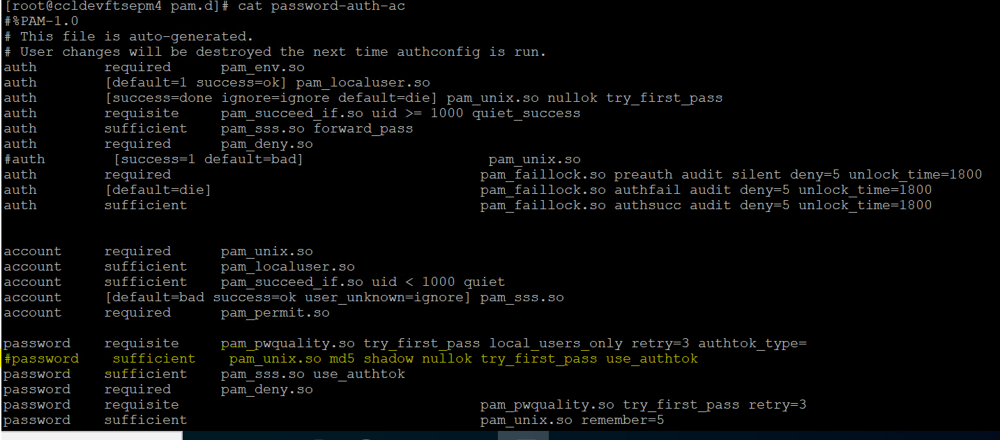 [root@ccldevftsepm4 pam.d]# cat password-auth-ac
#%PAM-1.0
# This file is auto-generated.
# User changes will be destroyed the next time authconfig is run.
auth        required      pam_env.so
auth        [default=1 success=ok] pam_localuser.so
auth        [success=done ignore=ignore default=die] pam_unix.so nullok try_first_pass
auth        requisite     pam_succeed_if.so uid >= 1000 quiet_success
auth        sufficient    pam_sss.so forward_pass
auth        required      pam_deny.so
#auth        [success=1 default=bad]                      pam_unix.so
auth        required                                     pam_faillock.so preauth audit silent deny=5 unlock_time=1800
auth        [default=die]                                pam_faillock.so authfail audit deny=5 unlock_time=1800
auth        sufficient                                   pam_faillock.so authsucc audit deny=5 unlock_time=1800
account     required      pam_unix.so
account     sufficient    pam_localuser.so
account     sufficient    pam_succeed_if.so uid < 1000 quiet
account     [default=bad success=ok user_unknown=ignore] pam_sss.so
account     required      pam_permit.so
password    requisite     pam_pwquality.so try_first_pass local_users_only retry=3 authtok_type=
#password    sufficient    pam_unix.so md5 shadow nullok try_first_pass use_authtok
password    sufficient    pam_sss.so use_authtok
password    required      pam_deny.so
password    requisite                                    pam_pwquality.so try_first_pass retry=3
password    sufficient                                   pam_unix.so remember=5